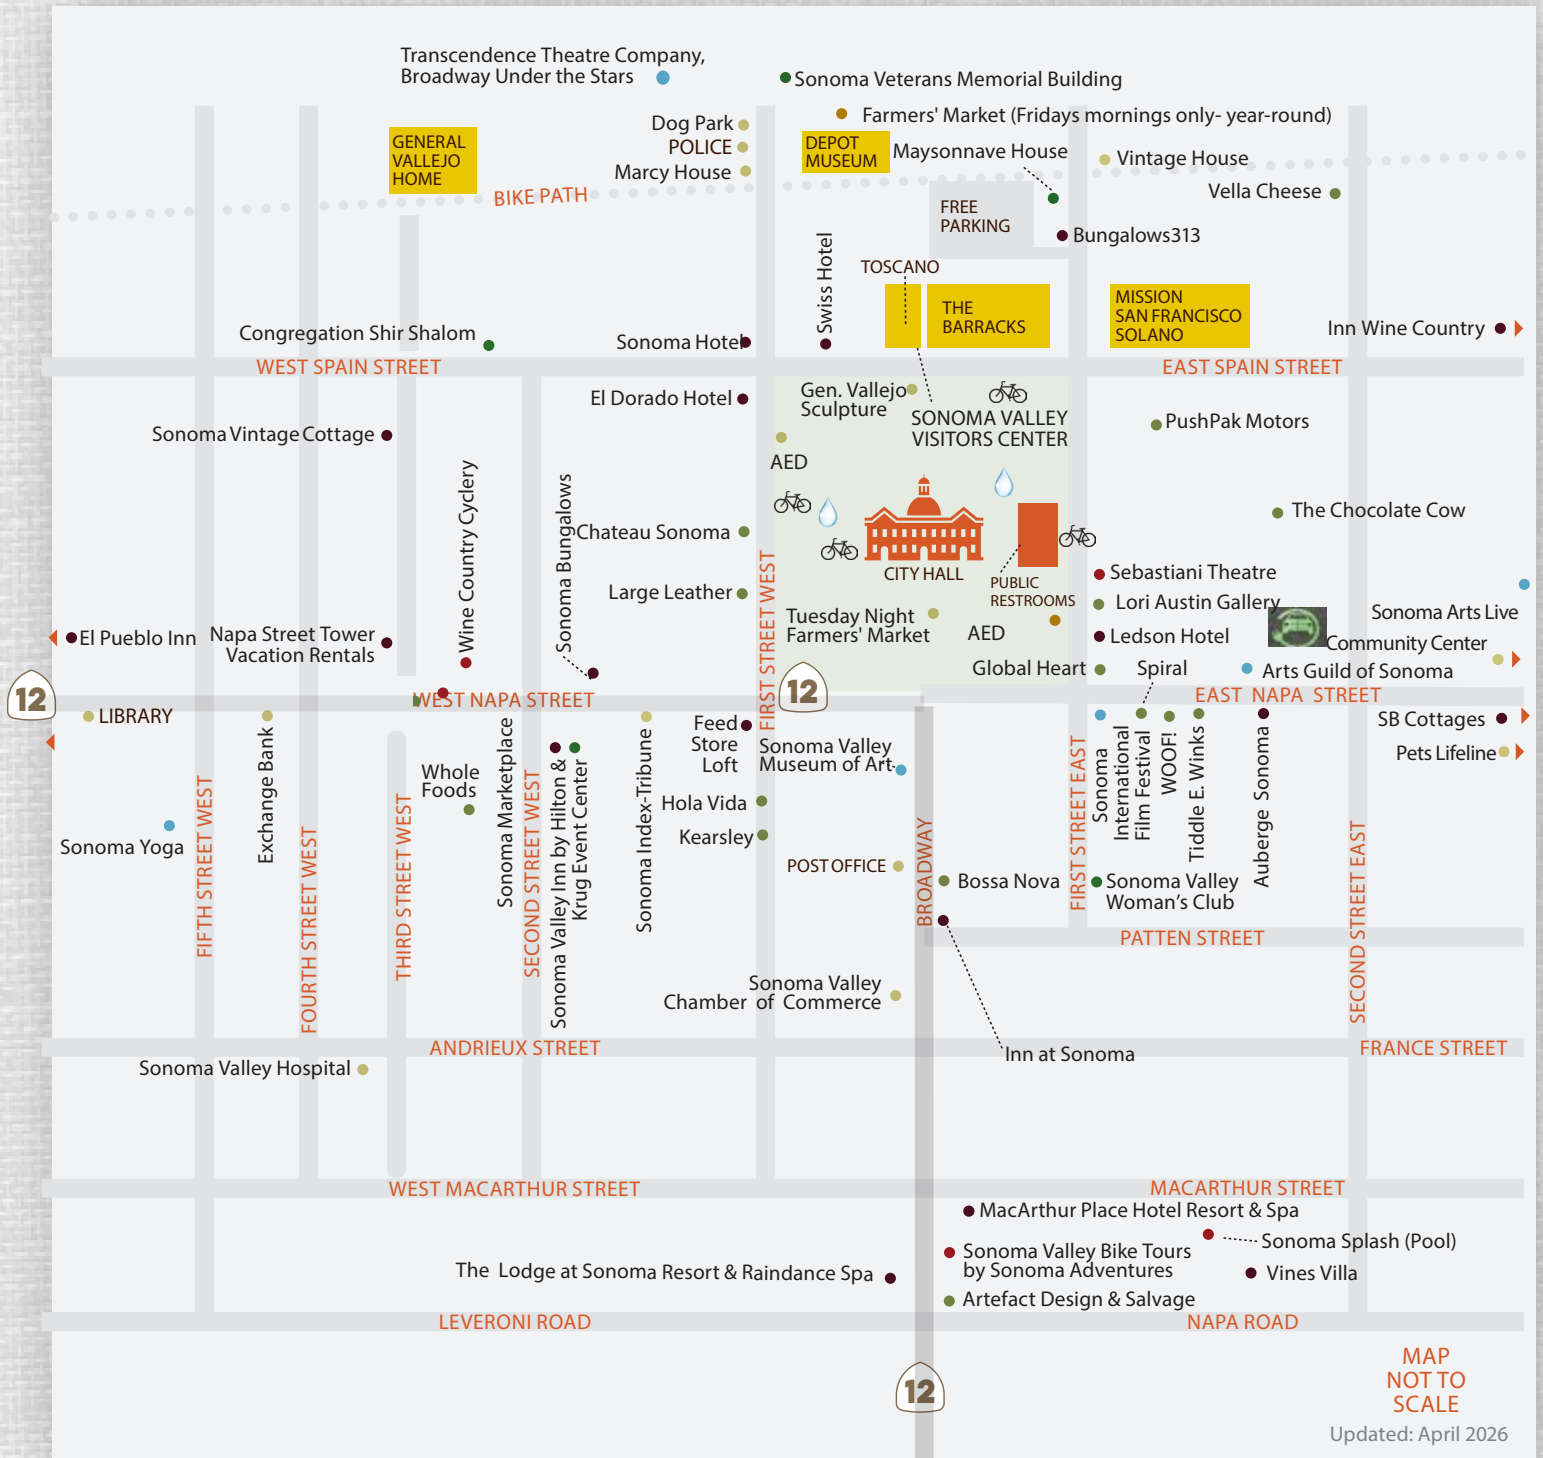 Transcendence Theatre Company,
Broadway Under the Stars
Sonoma Veterans Memorial Building
Farmers' Market (Fridays mornings only- year-round)
Dog Park
POLICE
Marcy House
GENERAL
VALLEJO
HOME
DEPOT
MUSEUM
Maysonnave House
Vintage House
Vella Cheese
BIKE PATH
FREE
PARKING
Bungalows313
Swiss Hotel
TOSCANO
THE
BARRACKS
MISSION
SAN FRANCISCO
SOLANO
Inn Wine Country
Congregation Shir Shalom
Sonoma Hotel
WEST SPAIN STREET
EAST SPAIN STREET
El Dorado Hotel
Gen. Vallejo
Sculpture
SONOMA VALLEY
VISITORS CENTER
PushPak Motors
Sonoma Vintage Cottage
AED
Wine Country Cyclery
Sonoma Bungalows
Chateau Sonoma
The Chocolate Cow
CITY HALL
PUBLIC
RESTROOMS
Sebastiani Theatre
Large Leather
FIRST STREET WEST
Lori Austin Gallery
Tuesday Night
Farmers' Market
AED
Sonoma Arts Live
El Pueblo Inn
Napa Street Tower
Vacation Rentals
Ledson Hotel
Community Center
Global Heart
Spiral
Arts Guild of Sonoma
12
12
WEST NAPA STREET
EAST NAPA STREET
LIBRARY
Exchange Bank
Feed
Store
Loft
Sonoma Valley
Museum of Art
SB Cottages
Pets Lifeline
Whole
Foods
Sonoma Marketplace
Sonoma Valley Inn by Hilton &
Krug Event Center
Sonoma Index-Tribune
Hola Vida
Kearsley
Sonoma
International
Film Festival
WOOF!
Tiddle E. Winks
Auberge Sonoma
Sonoma Yoga
FIFTH STREET WEST
FOURTH STREET WEST
THIRD STREET WEST
SECOND STREET WEST
POST OFFICE
BROADWAY
Bossa Nova
FIRST STREET EAST
Sonoma Valley
Woman's Club
SECOND STREET EAST
PATTEN STREET
Sonoma Valley
Chamber of Commerce
ANDRIEUX STREET
Inn at Sonoma
FRANCE STREET
Sonoma Valley Hospital
WEST MACARTHUR STREET
MACARTHUR STREET
MacArthur Place Hotel Resort & Spa
Sonoma Splash (Pool)
Sonoma Valley Bike Tours
by Sonoma Adventures
The Lodge at Sonoma Resort & Raindance Spa
Vines Villa
Artefact Design & Salvage
LEVERONI ROAD
NAPA ROAD
12
MAP
NOT TO
SCALE
Updated: April 2026